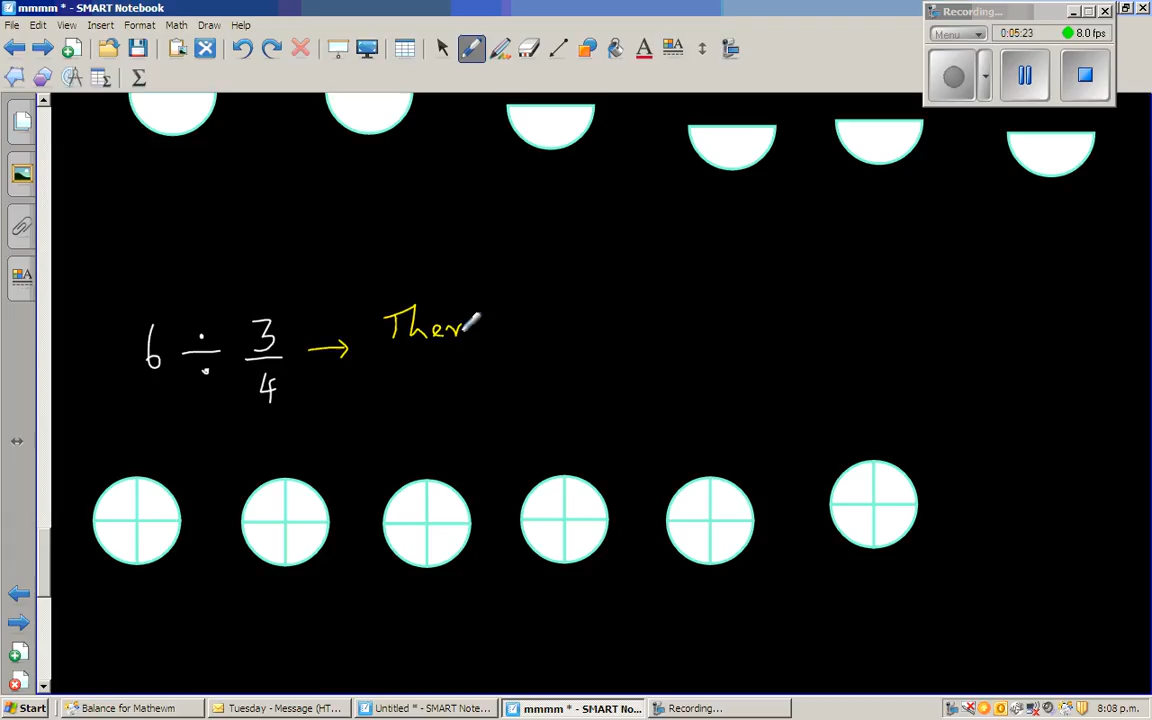 mmmm * - SMART Notebook
Recording...
File Edit View Insert Format Math Draw Help
Menu 0:05:23 8.0 fps
Ther
6 ÷ 3/4 →
Start Balance for Mathewm Tuesday - Message (HT... Untitled * - SMART Note... mmmm * - SMART No... Recording... 8:08 p.m.